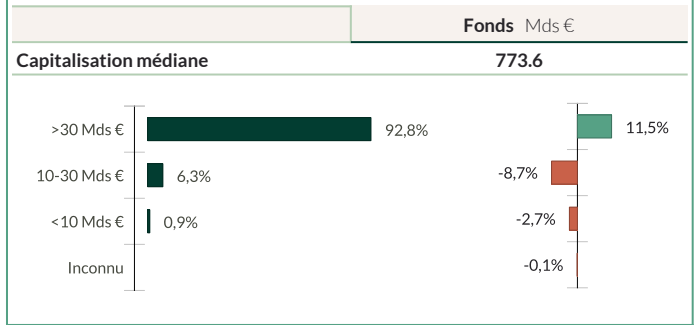 Fonds Mds €
Capitalisation médiane 773.6
>30 Mds € 92,8% 11,5%
10-30 Mds € 6,3% -8,7%
<10 Mds € 0,9% -2,7%
Inconnu -0,1%